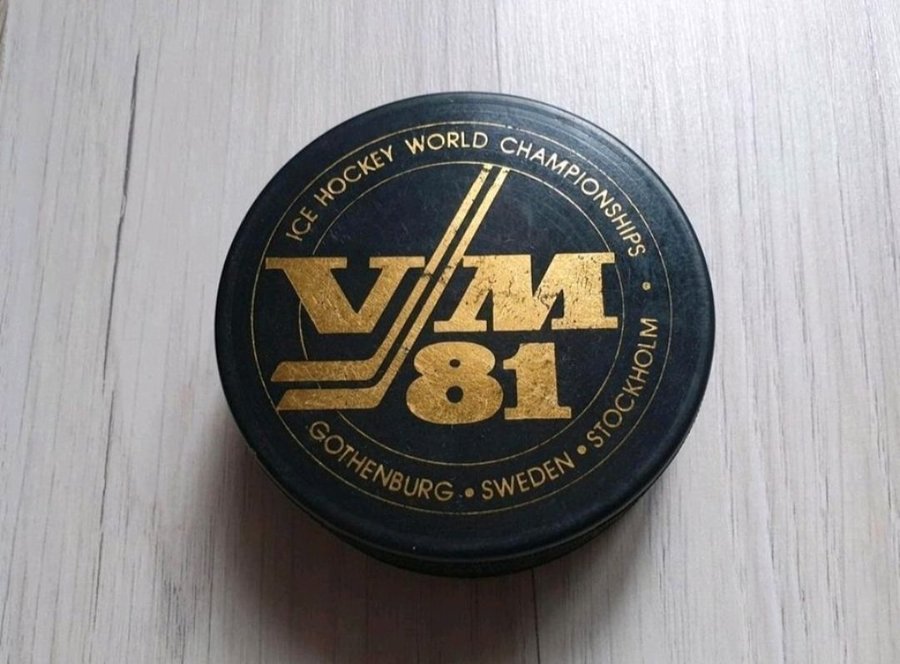 ICE HOCKEY WORLD CHAMPIONSHIPS
VM
81
GOTHENBURG • SWEDEN • STOCKHOLM •